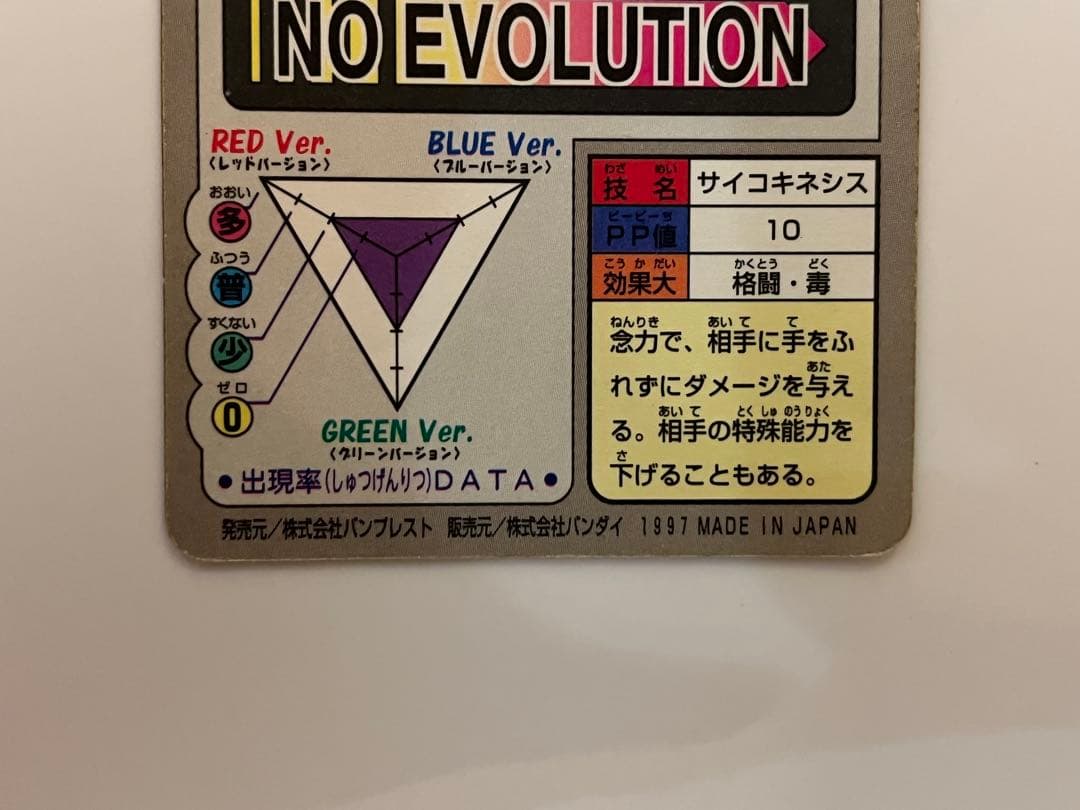 NO EVOLUTION
RED Ver.
〈レッドバージョン〉
BLUE Ver.
〈ブルーバージョン〉
おおい
多
ふつう
普
すくない
少
ゼロ
0
GREEN Ver.
〈グリーンバージョン〉
●出現率(しゅつげんりつ)DATA●
わざ めい
技名 サイコキネシス
ピーピーち
PP値 10
こうかだい かくとう どく
効果大 格闘・毒
ねんりき あいて て
念力で、相手に手をふ
あた
れずにダメージを与え
あいて とくしゅ のうりょく
る。相手の特殊能力を
さ
下げることもある。
発売元/株式会社バンプレスト 販売元/株式会社バンダイ 1997 MADE IN JAPAN